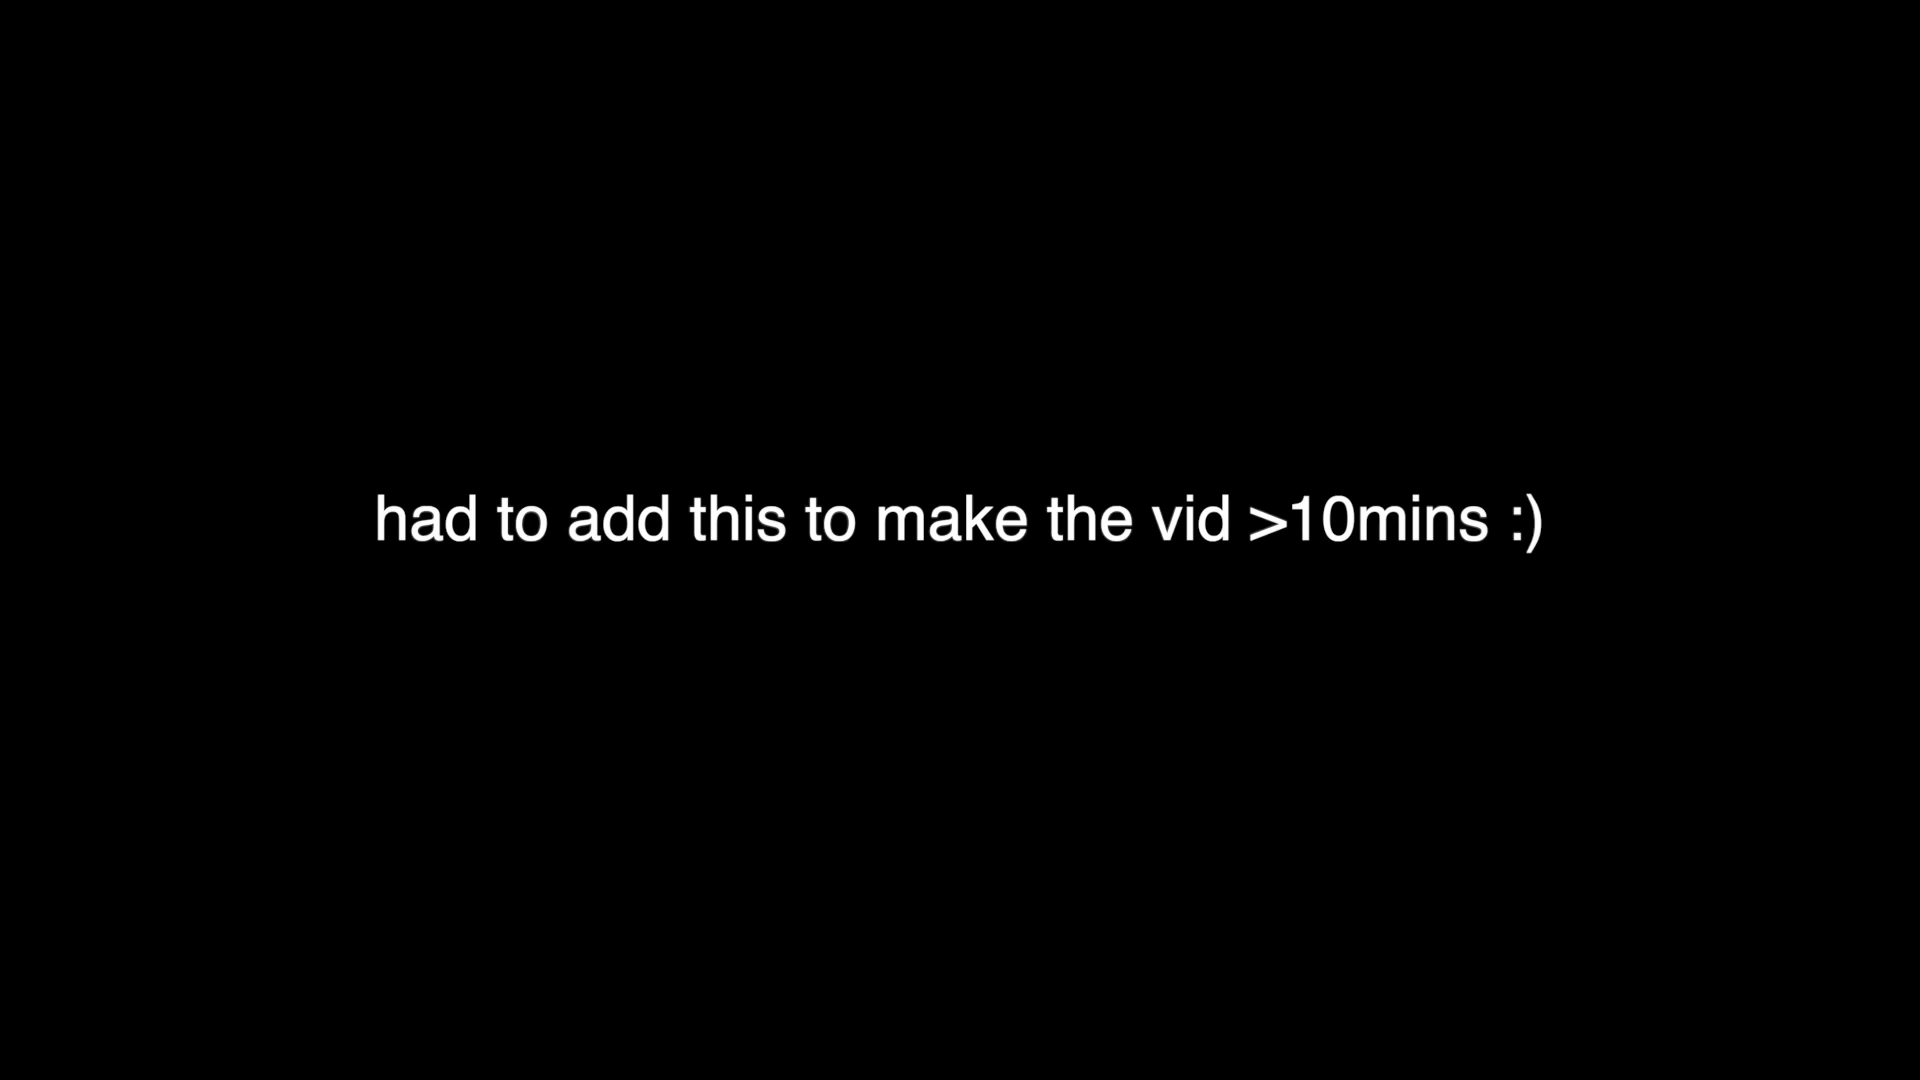 had to add this to make the vid >10mins :)